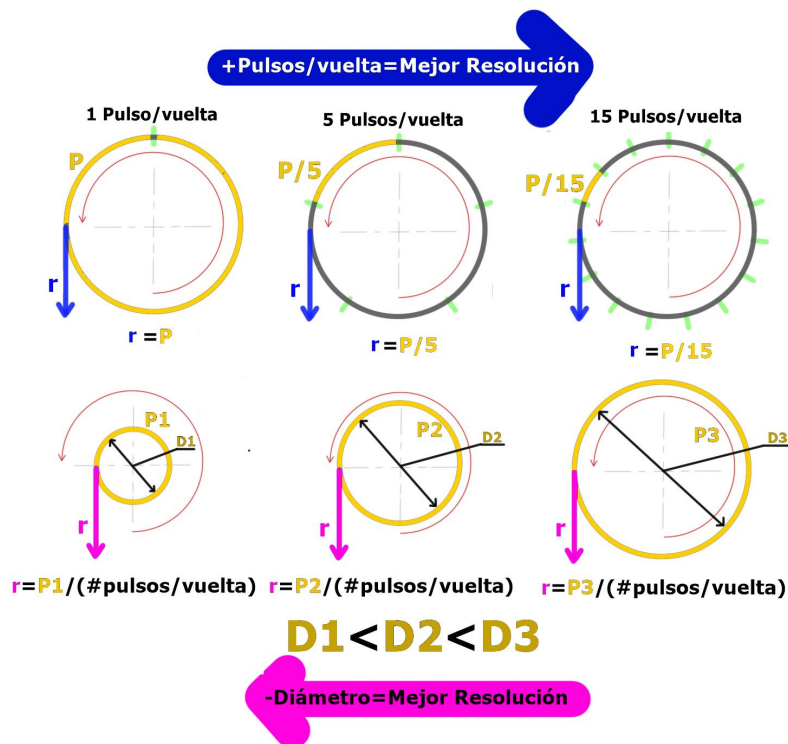 +Pulsos/vuelta=Mejor Resolución
1 Pulso/vuelta
5 Pulsos/vuelta
15 Pulsos/vuelta
P
P/5
P/15
r
r
r
r =P
r=P/5
r=P/15
P1
D1
P2
D2
P3
D3
r
r
r
r=P1/(#pulsos/vuelta)
r=P2/(#pulsos/vuelta)
r=P3/(#pulsos/vuelta)
D1<D2<D3
-Diámetro=Mejor Resolución